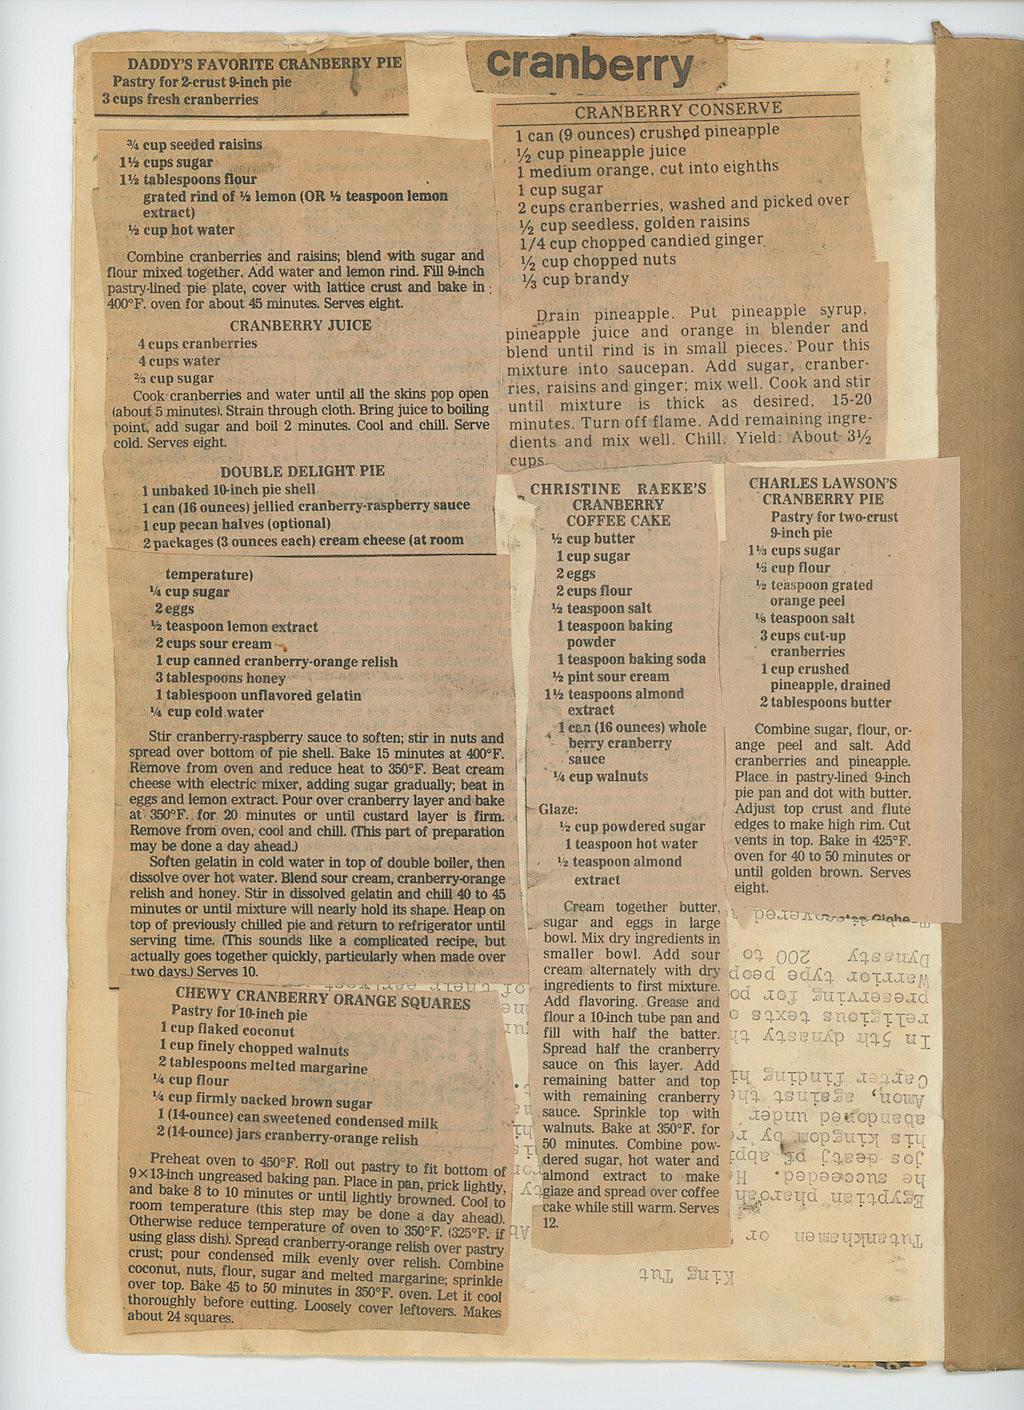 DADDY'S FAVORITE CRANBERRY PIE
Pastry for 2-crust 9-inch pie
3 cups fresh cranberries
¾ cup seeded raisins
1½ cups sugar
1½ tablespoons flour
grated rind of ½ lemon (OR ½ teaspoon lemon
extract)
½ cup hot water
Combine cranberries and raisins; blend with sugar and
flour mixed together. Add water and lemon rind. Fill 9-inch
pastry-lined pie plate, cover with lattice crust and bake in
400°F. oven for about 45 minutes. Serves eight.
CRANBERRY JUICE
4 cups cranberries
4 cups water
⅔ cup sugar
Cook cranberries and water until all the skins pop open
(about 5 minutes). Strain through cloth. Bring juice to boiling
point, add sugar and boil 2 minutes. Cool and chill. Serve
cold. Serves eight.
DOUBLE DELIGHT PIE
1 unbaked 10-inch pie shell
1 can (16 ounces) jellied cranberry-raspberry sauce
1 cup pecan halves (optional)
2 packages (3 ounces each) cream cheese (at room
temperature)
¼ cup sugar
2 eggs
½ teaspoon lemon extract
2 cups sour cream
1 cup canned cranberry-orange relish
3 tablespoons honey
1 tablespoon unflavored gelatin
¼ cup cold water
Stir cranberry-raspberry sauce to soften; stir in nuts and
spread over bottom of pie shell. Bake 15 minutes at 400°F.
Remove from oven and reduce heat to 350°F. Beat cream
cheese with electric mixer, adding sugar gradually; beat in
eggs and lemon extract. Pour over cranberry layer and bake
at 350°F. for 20 minutes or until custard layer is firm.
Remove from oven, cool and chill. (This part of preparation
may be done a day ahead.)
Soften gelatin in cold water in top of double boiler, then
dissolve over hot water. Blend sour cream, cranberry-orange
relish and honey. Stir in dissolved gelatin and chill 40 to 45
minutes or until mixture will nearly hold its shape. Heap on
top of previously chilled pie and return to refrigerator until
serving time. (This sounds like a complicated recipe, but
actually goes together quickly, particularly when made over
two days.) Serves 10.
CHEWY CRANBERRY ORANGE SQUARES
Pastry for 10-inch pie
1 cup flaked coconut
1 cup finely chopped walnuts
2 tablespoons melted margarine
¼ cup flour
¼ cup firmly packed brown sugar
1 (14-ounce) can sweetened condensed milk
2 (14-ounce) jars cranberry-orange relish
Preheat oven to 450°F. Roll out pastry to fit bottom of
9×13-inch ungreased baking pan. Place in pan, prick lightly,
and bake 8 to 10 minutes or until lightly browned. Cool to
room temperature (this step may be done a day ahead).
Otherwise reduce temperature of oven to 350°F. (325°F. if
using glass dish). Spread cranberry-orange relish over pastry
crust; pour condensed milk evenly over relish. Combine
coconut, nuts, flour, sugar and melted margarine; sprinkle
over top. Bake 45 to 50 minutes in 350°F. oven. Let it cool
thoroughly before cutting. Loosely cover leftovers. Makes
about 24 squares.
cranberry
CRANBERRY CONSERVE
1 can (9 ounces) crushed pineapple
½ cup pineapple juice
1 medium orange, cut into eighths
1 cup sugar
2 cups cranberries, washed and picked over
½ cup seedless, golden raisins
1/4 cup chopped candied ginger
½ cup chopped nuts
⅓ cup brandy
Drain pineapple. Put pineapple syrup,
pineapple juice and orange in blender and
blend until rind is in small pieces. Pour this
mixture into saucepan. Add sugar, cranber-
ries, raisins and ginger; mix well. Cook and stir
until mixture is thick as desired, 15-20
minutes. Turn off flame. Add remaining ingre-
dients and mix well. Chill. Yield: About 3½
cups.
CHRISTINE RAEKE'S
CRANBERRY
COFFEE CAKE
½ cup butter
1 cup sugar
2 eggs
2 cups flour
½ teaspoon salt
1 teaspoon baking
powder
1 teaspoon baking soda
½ pint sour cream
1½ teaspoons almond
extract
1 can (16 ounces) whole
berry cranberry
sauce
¼ cup walnuts
Glaze:
½ cup powdered sugar
1 teaspoon hot water
½ teaspoon almond
extract
Cream together butter,
sugar and eggs in large
bowl. Mix dry ingredients in
smaller bowl. Add sour
cream alternately with dry
ingredients to first mixture.
Add flavoring. Grease and
flour a 10-inch tube pan and
fill with half the batter.
Spread half the cranberry
sauce on this layer. Add
remaining batter and top
with remaining cranberry
sauce. Sprinkle top with
walnuts. Bake at 350°F. for
50 minutes. Combine pow-
dered sugar, hot water and
almond extract to make
glaze and spread over coffee
cake while still warm. Serves
12.
CHARLES LAWSON'S
CRANBERRY PIE
Pastry for two-crust
9-inch pie
1⅓ cups sugar
⅓ cup flour
½ teaspoon grated
orange peel
⅛ teaspoon salt
3 cups cut-up
cranberries
1 cup crushed
pineapple, drained
2 tablespoons butter
Combine sugar, flour, or-
ange peel and salt. Add
cranberries and pineapple.
Place in pastry-lined 9-inch
pie pan and dot with butter.
Adjust top crust and flute
edges to make high rim. Cut
vents in top. Bake in 425°F.
oven for 40 to 50 minutes or
until golden brown. Serves
eight.
Globe
King Tut
Tutankhamen or
Egyptian pharoah
he succeeded.
his kingdom by
abandoned under
Amon, against the
Carter finding
In 5th dynasty
religious texts
preserving for
Warrior type
Dynasty 200 to